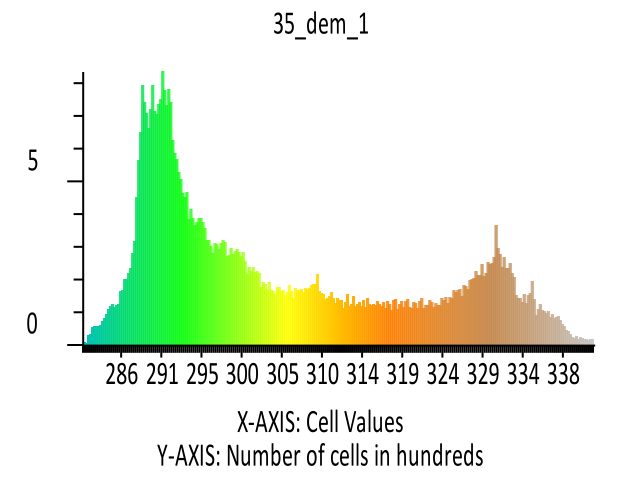 35_dem_1
5
0
286 291 295 300 305 310 314 319 324 329 334 338
X-AXIS: Cell Values
Y-AXIS: Number of cells in hundreds